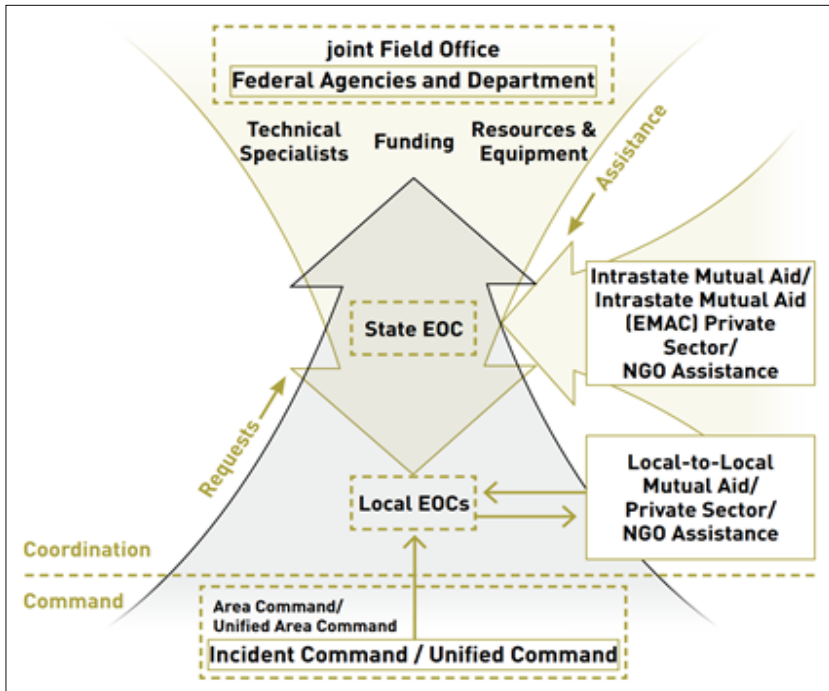 joint Field Office
Federal Agencies and Department
Technical
Specialists
Funding
Resources &
Equipment
Assistance
Intrastate Mutual Aid/
Intrastate Mutual Aid
(EMAC) Private
Sector/
NGO Assistance
State EOC
Requests
Local-to-Local
Mutual Aid/
Private Sector/
NGO Assistance
Local EOCs
Coordination
Command
Area Command/
Unified Area Command
Incident Command / Unified Command